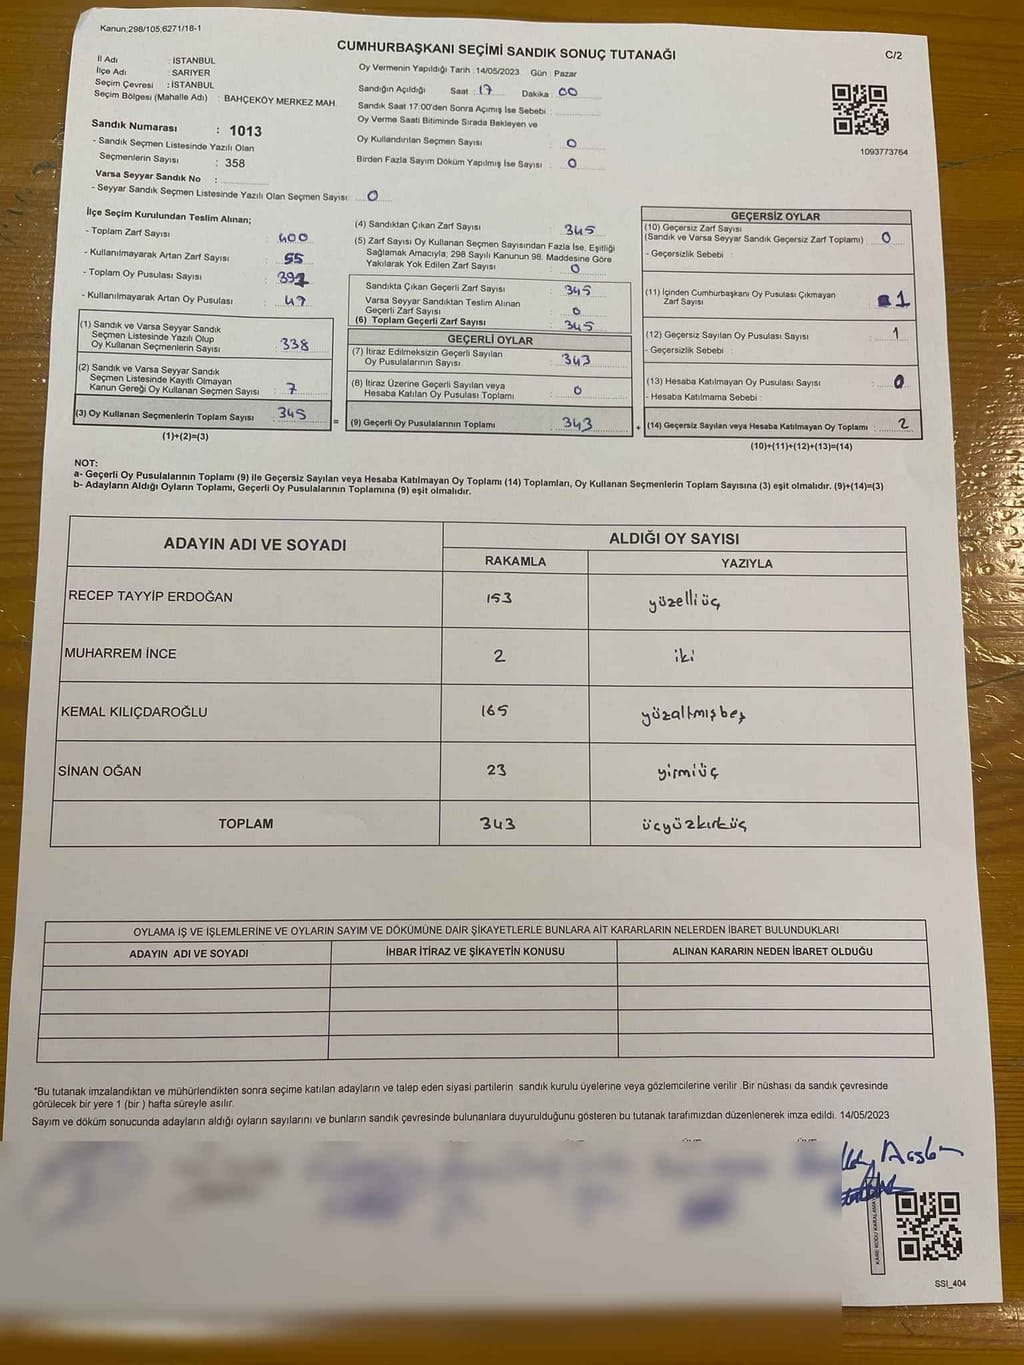 Kanun;298/105;6271/18-1
CUMHURBAŞKANI SEÇİMİ SANDIK SONUÇ TUTANAĞI
C/2
İl Adı : İSTANBUL
İlçe Adı : SARIYER
Seçim Çevresi : İSTANBUL
Seçim Bölgesi (Mahalle Adı) : BAHÇEKÖY MERKEZ MAH.
Sandık Numarası : 1013
- Sandık Seçmen Listesinde Yazılı Olan
Seçmenlerin Sayısı : 358
Varsa Seyyar Sandık No :
- Seyyar Sandık Seçmen Listesinde Yazılı Olan Seçmen Sayısı: 0
Oy Vermenin Yapıldığı Tarih :14/05/2023 Gün : Pazar
Sandığın Açıldığı Saat : 17 Dakika : 00
Sandık Saat 17:00'den Sonra Açımış İse Sebebi :
Oy Verme Saati Bitiminde Sırada Bekleyen ve
Oy Kullandırılan Seçmen Sayısı : 0
Birden Fazla Sayım Döküm Yapılmış İse Sayısı : 0
1093773764
İlçe Seçim Kurulundan Teslim Alınan;
- Toplam Zarf Sayısı : 400
- Kullanılmayarak Artan Zarf Sayısı : 55
- Toplam Oy Pusulası Sayısı : 392
- Kullanılmayarak Artan Oy Pusulası : 47
(1) Sandık ve Varsa Seyyar Sandık
Seçmen Listesinde Yazılı Olup
Oy Kullanan Seçmenlerin Sayısı : 338
(2) Sandık ve Varsa Seyyar Sandık
Seçmen Listesinde Kayıtlı Olmayan
Kanun Gereği Oy Kullanan Seçmen Sayısı : 7
(3) Oy Kullanan Seçmenlerin Toplam Sayısı : 345
(1)+(2)=(3)
(4) Sandıktan Çıkan Zarf Sayısı : 345
(5) Zarf Sayısı Oy Kullanan Seçmen Sayısından Fazla İse, Eşitliği
Sağlamak Amacıyla; 298 Sayılı Kanunun 98. Maddesine Göre
Yakılarak Yok Edilen Zarf Sayısı : 0
Sandıkta Çıkan Geçerli Zarf Sayısı : 345
Varsa Seyyar Sandıktan Teslim Alınan
Geçerli Zarf Sayısı : 0
(6) Toplam Geçerli Zarf Sayısı : 345
GEÇERLİ OYLAR
(7) İtiraz Edilmeksizin Geçerli Sayılan
Oy Pusulalarının Sayısı : 343
(8) İtiraz Üzerine Geçerli Sayılan veya
Hesaba Katılan Oy Pusulası Toplamı : 0
= (9) Geçerli Oy Pusulalarının Toplamı : 343
GEÇERSİZ OYLAR
(10) Geçersiz Zarf Sayısı
(Sandık ve Varsa Seyyar Sandık Geçersiz Zarf Toplamı) : 0
- Geçersizlik Sebebi :
(11) İçinden Cumhurbaşkanı Oy Pusulası Çıkmayan
Zarf Sayısı : 1
(12) Geçersiz Sayılan Oy Pusulası Sayısı : 1
- Geçersizlik Sebebi :
(13) Hesaba Katılmayan Oy Pusulası Sayısı : 0
- Hesaba Katılmama Sebebi :
+ (14) Geçersiz Sayılan veya Hesaba Katılmayan Oy Toplamı : 2
(10)+(11)+(12)+(13)=(14)
NOT:
a- Geçerli Oy Pusulalarının Toplamı (9) ile Geçersiz Sayılan veya Hesaba Katılmayan Oy Toplamı (14) Toplamları, Oy Kullanan Seçmenlerin Toplam Sayısına (3) eşit olmalıdır. (9)+(14)=(3)
b- Adayların Aldığı Oyların Toplamı, Geçerli Oy Pusulalarının Toplamına (9) eşit olmalıdır.
ADAYIN ADI VE SOYADI
ALDIĞI OY SAYISI
RAKAMLA YAZIYLA
RECEP TAYYİP ERDOĞAN 153 yüzelliüç
MUHARREM İNCE 2 iki
KEMAL KILIÇDAROĞLU 165 yüzaltmışbeş
SİNAN OĞAN 23 yirmiüç
TOPLAM 343 üçyüzkırküç
OYLAMA İŞ VE İŞLEMLERİNE VE OYLARIN SAYIM VE DÖKÜMÜNE DAİR ŞİKAYETLERLE BUNLARA AİT KARARLARIN NELERDEN İBARET BULUNDUKLARI
ADAYIN ADI VE SOYADI İHBAR İTİRAZ VE ŞİKAYETİN KONUSU ALINAN KARARIN NEDEN İBARET OLDUĞU
*Bu tutanak imzalandıktan ve mühürlendikten sonra seçime katılan adayların ve talep eden siyasi partilerin sandık kurulu üyelerine veya gözlemcilerine verilir .Bir nüshası da sandık çevresinde
görülecek bir yere 1 (bir ) hafta süreyle asılır.
Sayım ve döküm sonucunda adayların aldığı oyların sayılarını ve bunların sandık çevresinde bulunanlara duyurulduğunu gösteren bu tutanak tarafımızdan düzenlenerek imza edildi. 14/05/2023
SSI_404